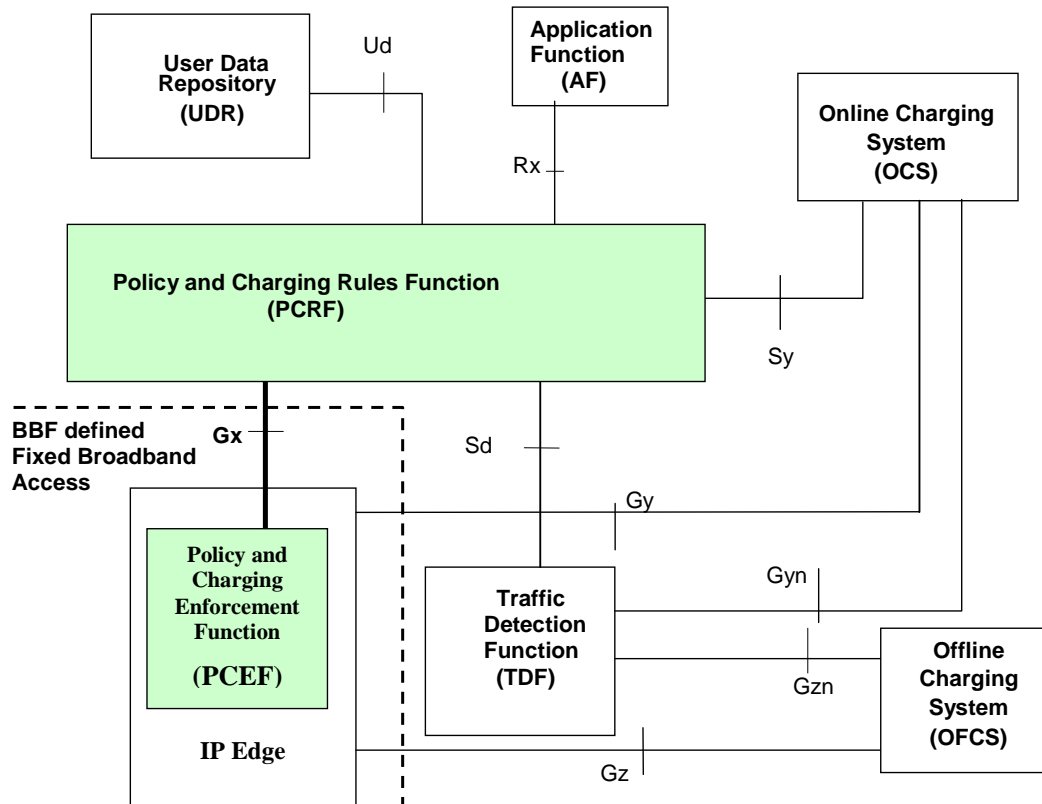 User Data
Repository
(UDR)
Ud
Application
Function
(AF)
Rx
Online Charging
System
(OCS)
Policy and Charging Rules Function
(PCRF)
Sy
BBF defined
Fixed Broadband
Access
Gx
Sd
Gy
Policy and
Charging
Enforcement
Function
(PCEF)
IP Edge
Traffic
Detection
Function
(TDF)
Gyn
Gzn
Offline
Charging
System
(OFCS)
Gz